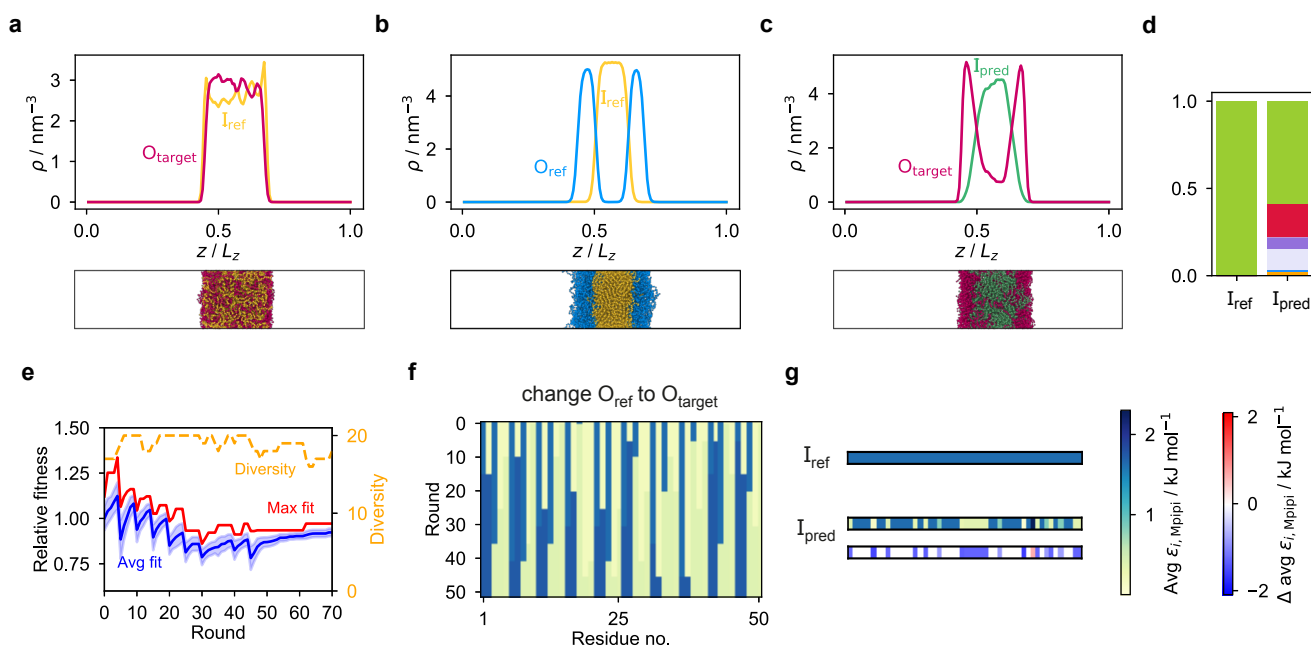 a
b
c
d
ρ / nm⁻³
3
2
1
0
O_target
I_ref
0.0 0.5 1.0
z / L_z
ρ / nm⁻³
4
2
0
O_ref
I_ref
0.0 0.5 1.0
z / L_z
ρ / nm⁻³
4
2
0
I_pred
O_target
0.0 0.5 1.0
z / L_z
1.0
0.5
0.0
I_ref I_pred
e
f
g
Relative fitness
1.50
1.25
1.00
0.75
Diversity
Max fit
Avg fit
20
10
0
Diversity
0 10 20 30 40 50 60 70
Round
change O_ref to O_target
Round
0
10
20
30
40
50
1 25 50
Residue no.
I_ref
I_pred
2
1
Avg ε_i, Mpipi / kJ mol⁻¹
2
0
−2
Δ avg ε_i, Mpipi / kJ mol⁻¹